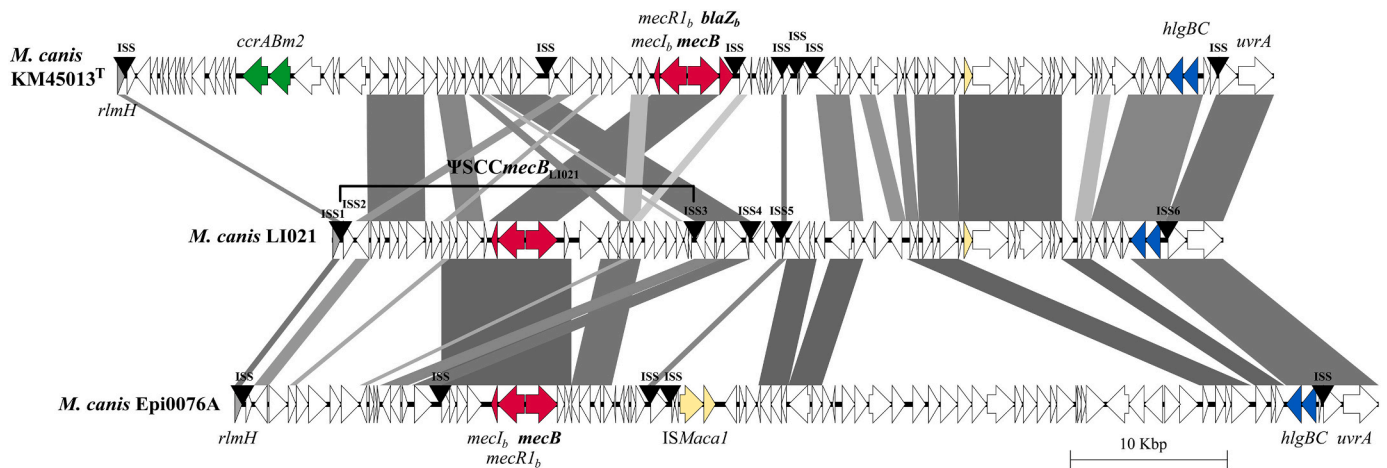 mecR1b blaZb
ccrABm2 mecIb mecB hlgBC uvrA
ISS ISS ISS ISS ISS ISS ISS
M. canis
KM45013T
rlmH
ΨSCCmecBLI021
ISS1 ISS2 ISS3 ISS4 ISS5 ISS6
M. canis LI021
ISS ISS ISS ISS ISS
M. canis Epi0076A
rlmH mecIb mecB ISMaca1 10 Kbp hlgBC uvrA
mecR1b